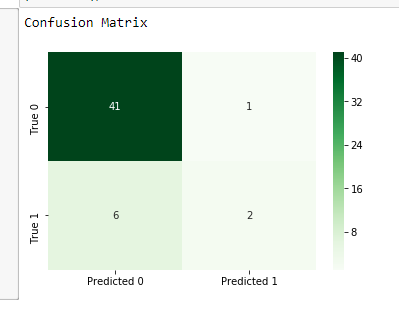 Confusion Matrix
True 0
41
1
True 1
6
2
Predicted 0
Predicted 1
40
32
24
16
8